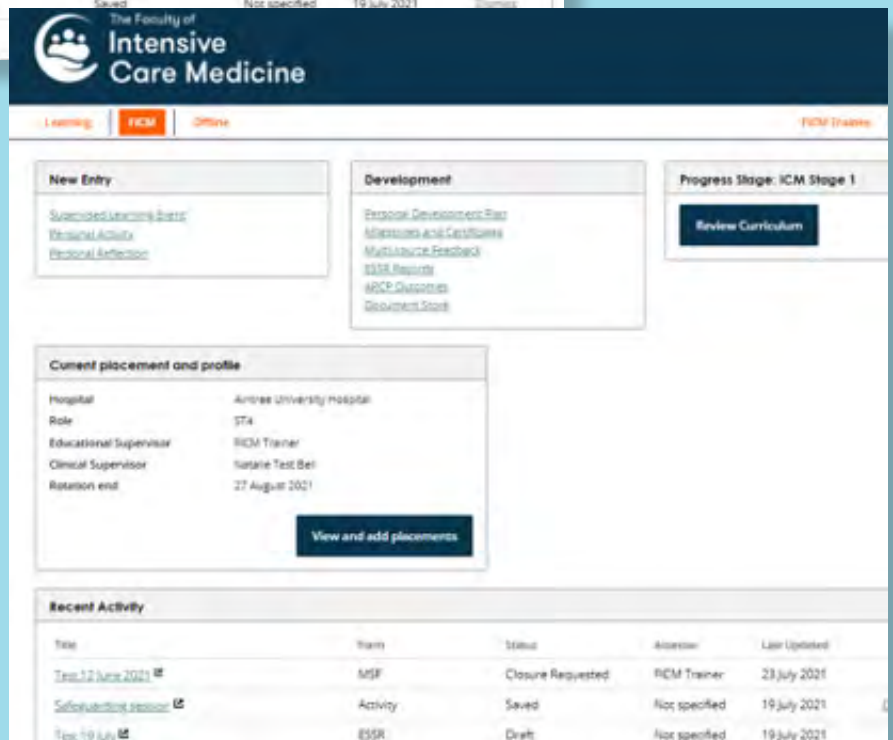 Saved Not specified 19 July 2021 Dismiss
The Faculty of
Intensive
Care Medicine
Learning FICM Offline FICM Trainee
New Entry
Supervised Learning Event
Personal Activity
Personal Reflection
Development
Personal Development Plan
Milestones and Certificates
Multi-source Feedback
ESSR Reports
ARCP Outcomes
Document Store
Progress Stage: ICM Stage 1
Review Curriculum
Current placement and profile
Hospital Aintree University Hospital
Role ST4
Educational Supervisor FICM Trainer
Clinical Supervisor Natalie Test Bell
Rotation end 27 August 2021
View and add placements
Recent Activity
Title Form Status Assessor Last Updated
Test 12 June 2021 MSF Closure Requested FICM Trainer 23 July 2021
Safeguarding session Activity Saved Not specified 19 July 2021
Test 19 July ESSR Draft Not specified 19 July 2021